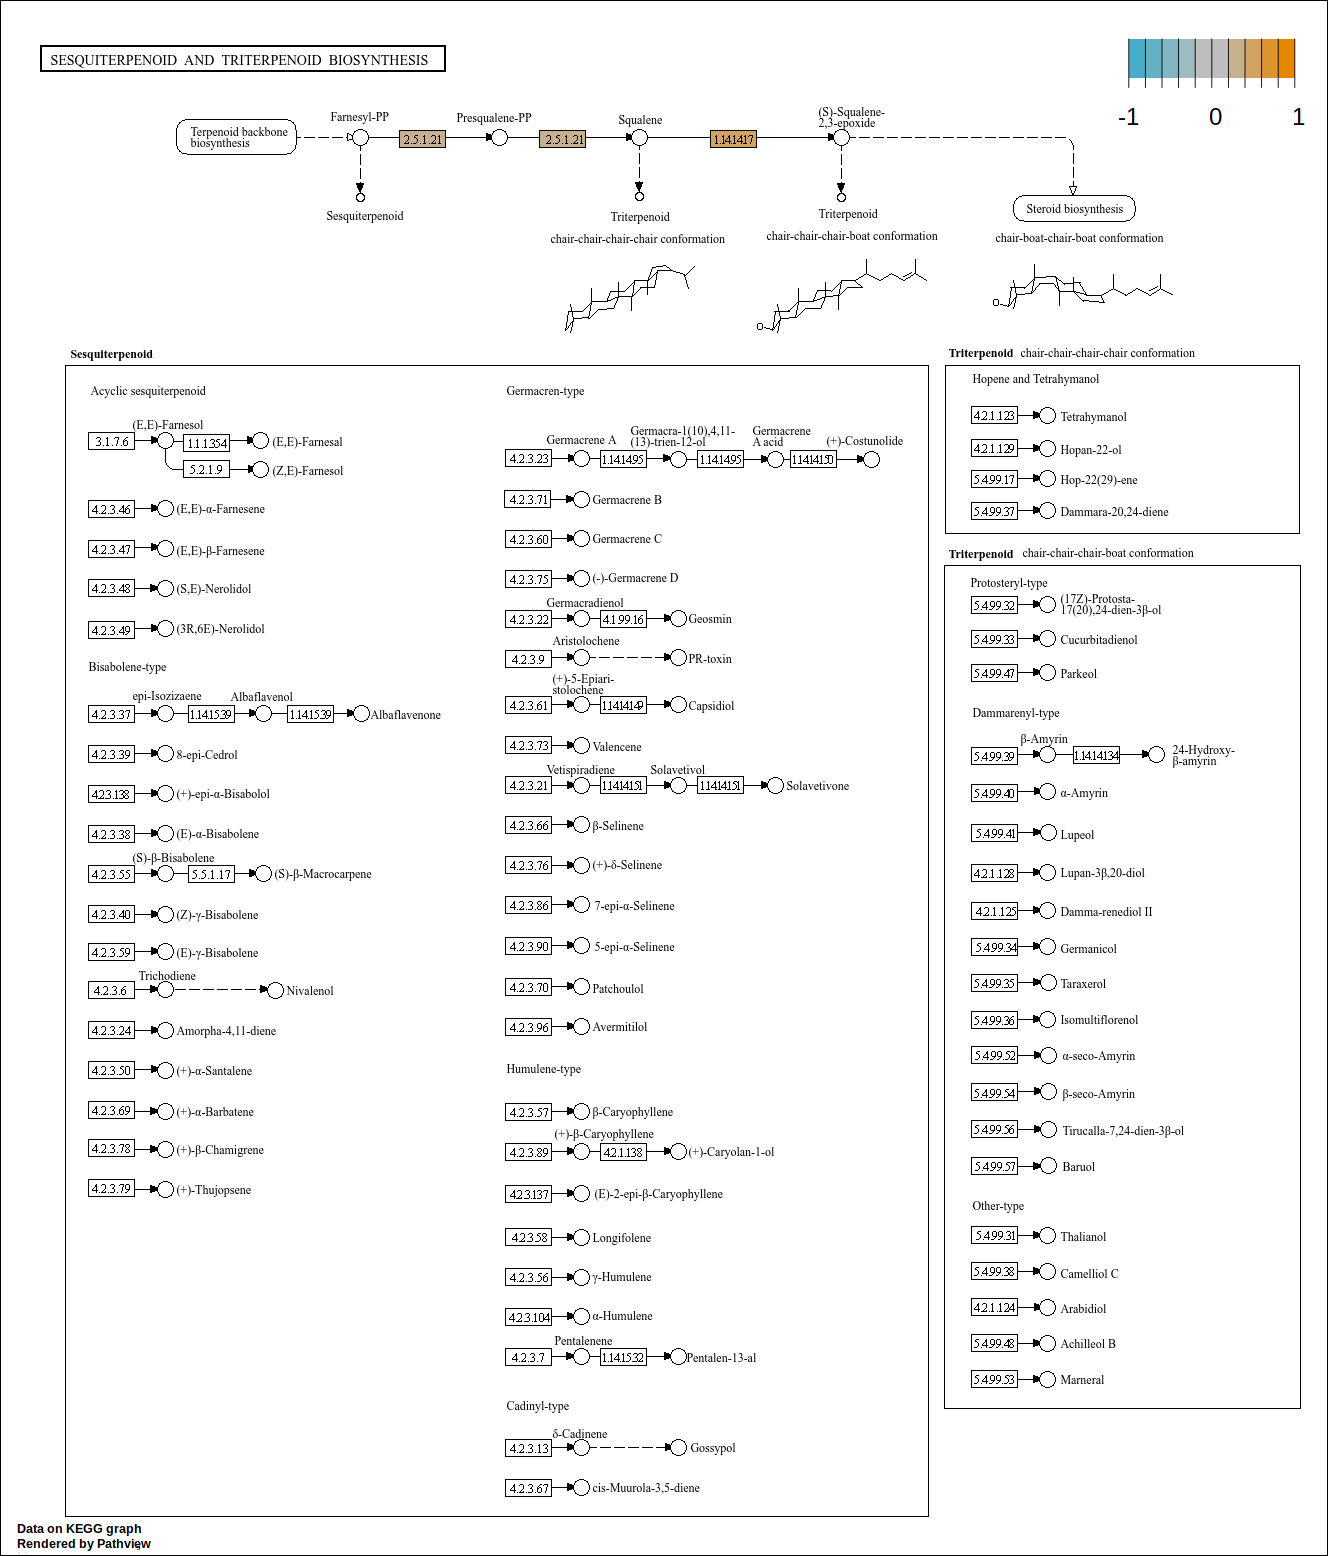 SESQUITERPENOID AND TRITERPENOID BIOSYNTHESIS
-1 0 1
Terpenoid backbone
biosynthesis
Farnesyl-PP
2.5.1.21
Presqualene-PP
2.5.1.21
Squalene
1.14.14.17
(S)-Squalene-
2,3-epoxide
Sesquiterpenoid
Triterpenoid
chair-chair-chair-chair conformation
Triterpenoid
chair-chair-chair-boat conformation
Steroid biosynthesis
chair-boat-chair-boat conformation
O
O
Sesquiterpenoid
Acyclic sesquiterpenoid
(E,E)-Farnesol
3.1.7.6 1.1.1.354 (E,E)-Farnesal
5.2.1.9 (Z,E)-Farnesol
4.2.3.46 (E,E)-α-Farnesene
4.2.3.47 (E,E)-β-Farnesene
4.2.3.48 (S,E)-Nerolidol
4.2.3.49 (3R,6E)-Nerolidol
Bisabolene-type
epi-Isozizaene Albaflavenol
4.2.3.37 1.14.15.39 1.14.15.39 Albaflavenone
4.2.3.39 8-epi-Cedrol
4.2.3.138 (+)-epi-α-Bisabolol
4.2.3.38 (E)-α-Bisabolene
(S)-β-Bisabolene
4.2.3.55 5.5.1.17 (S)-β-Macrocarpene
4.2.3.40 (Z)-γ-Bisabolene
4.2.3.59 (E)-γ-Bisabolene
Trichodiene
4.2.3.6 Nivalenol
4.2.3.24 Amorpha-4,11-diene
4.2.3.50 (+)-α-Santalene
4.2.3.69 (+)-α-Barbatene
4.2.3.78 (+)-β-Chamigrene
4.2.3.79 (+)-Thujopsene
Germacren-type
Germacrene A
Germacra-1(10),4,11-
(13)-trien-12-ol
Germacrene
A acid
(+)-Costunolide
4.2.3.23 1.14.14.95 1.14.14.95 1.14.14.150
4.2.3.71 Germacrene B
4.2.3.60 Germacrene C
4.2.3.75 (-)-Germacrene D
Germacradienol
4.2.3.22 4.1.99.16 Geosmin
Aristolochene
4.2.3.9 PR-toxin
(+)-5-Epiari-
stolochene
4.2.3.61 1.14.14.149 Capsidiol
4.2.3.73 Valencene
Vetispiradiene Solavetivol
4.2.3.21 1.14.14.151 1.14.14.151 Solavetivone
4.2.3.66 β-Selinene
4.2.3.76 (+)-δ-Selinene
4.2.3.86 7-epi-α-Selinene
4.2.3.90 5-epi-α-Selinene
4.2.3.70 Patchoulol
4.2.3.96 Avermitilol
Humulene-type
4.2.3.57 β-Caryophyllene
(+)-β-Caryophyllene
4.2.3.89 4.2.1.138 (+)-Caryolan-1-ol
4.2.3.137 (E)-2-epi-β-Caryophyllene
4.2.3.58 Longifolene
4.2.3.56 γ-Humulene
4.2.3.104 α-Humulene
Pentalenene
4.2.3.7 1.14.15.32 Pentalen-13-al
Cadinyl-type
δ-Cadinene
4.2.3.13 Gossypol
4.2.3.67 cis-Muurola-3,5-diene
Triterpenoid chair-chair-chair-chair conformation
Hopene and Tetrahymanol
4.2.1.123 Tetrahymanol
4.2.1.129 Hopan-22-ol
5.4.99.17 Hop-22(29)-ene
5.4.99.37 Dammara-20,24-diene
Triterpenoid chair-chair-chair-boat conformation
Protosteryl-type
5.4.99.32 (17Z)-Protosta-
17(20),24-dien-3β-ol
5.4.99.33 Cucurbitadienol
5.4.99.47 Parkeol
Dammarenyl-type
β-Amyrin
5.4.99.39 1.14.14.134 24-Hydroxy-
β-amyrin
5.4.99.40 α-Amyrin
5.4.99.41 Lupeol
4.2.1.128 Lupan-3β,20-diol
4.2.1.125 Damma-renediol II
5.4.99.34 Germanicol
5.4.99.35 Taraxerol
5.4.99.36 Isomultiflorenol
5.4.99.52 α-seco-Amyrin
5.4.99.54 β-seco-Amyrin
5.4.99.56 Tirucalla-7,24-dien-3β-ol
5.4.99.57 Baruol
Other-type
5.4.99.31 Thalianol
5.4.99.38 Camelliol C
4.2.1.124 Arabidiol
5.4.99.48 Achilleol B
5.4.99.53 Marneral
Data on KEGG graph
Rendered by Pathview